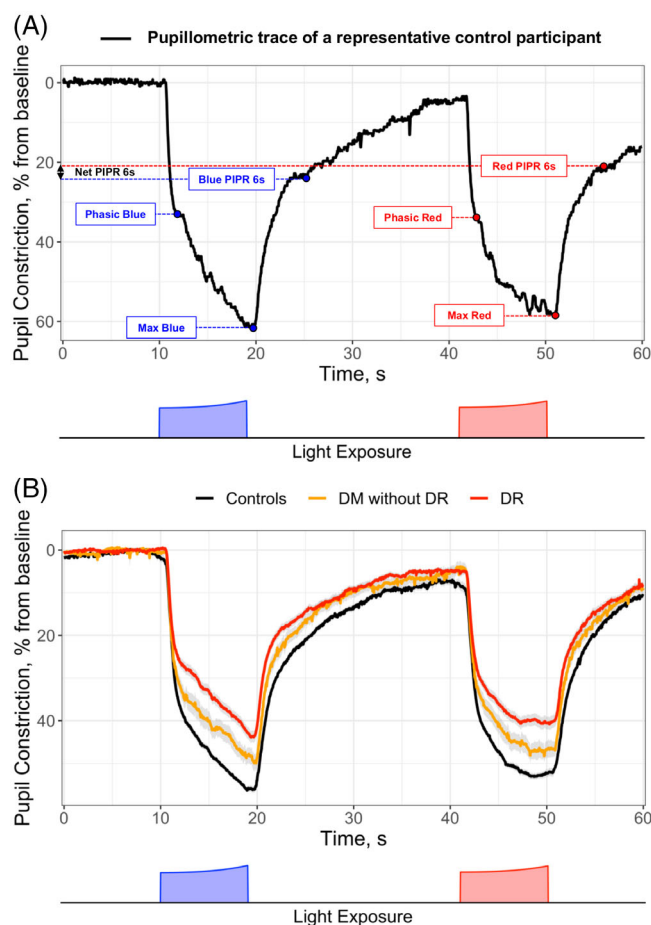 (A)
Pupillometric trace of a representative control participant
Pupil Constriction, % from baseline
0
20
40
60
Net PIPR 6s
Blue PIPR 6s
Red PIPR 6s
Phasic Blue
Phasic Red
Max Blue
Max Red
0 10 20 30 40 50 60
Time, s
Light Exposure
(B)
Controls DM without DR DR
Pupil Constriction, % from baseline
0
20
40
0 10 20 30 40 50 60
Time, s
Light Exposure